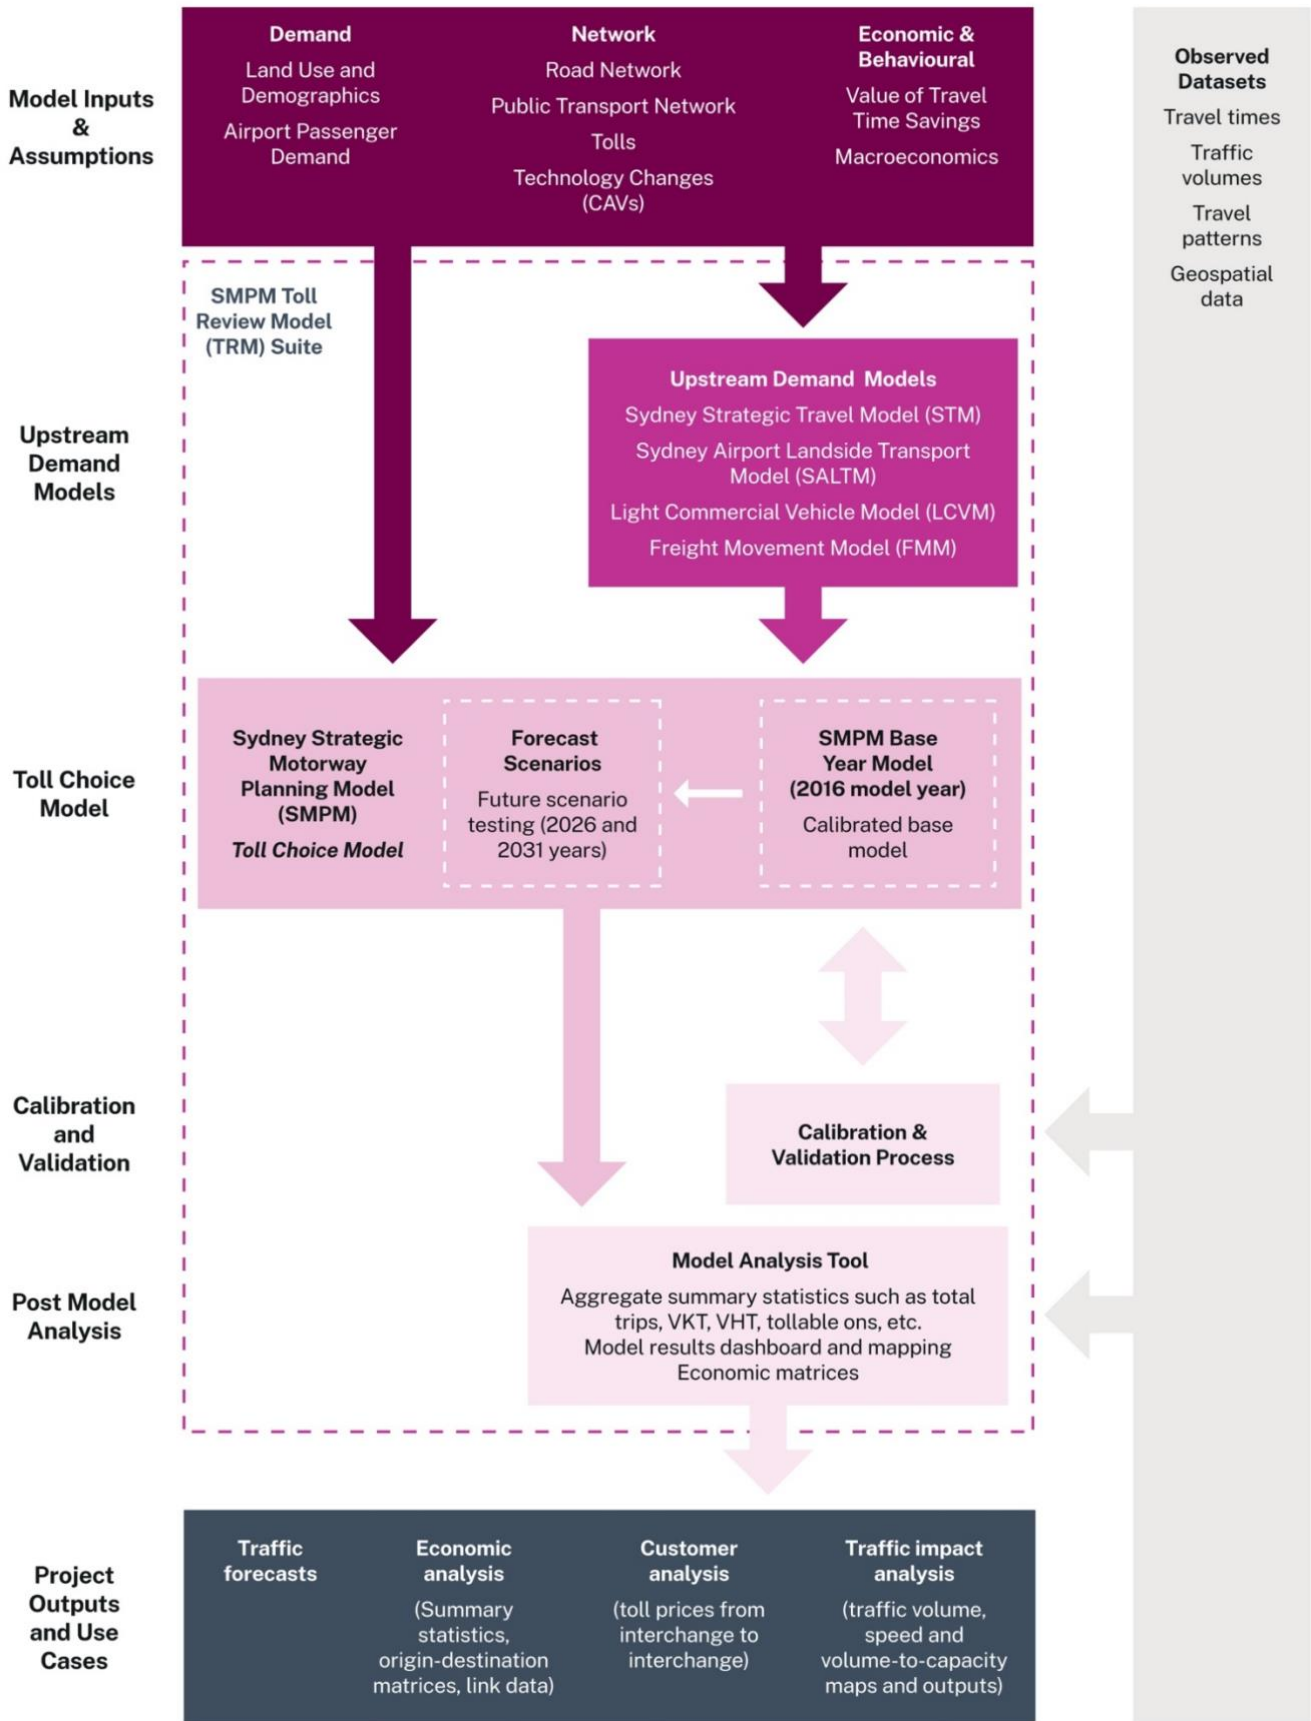 Model Inputs
&
Assumptions
Demand
Land Use and
Demographics
Airport Passenger
Demand
Network
Road Network
Public Transport Network
Tolls
Technology Changes
(CAVs)
Economic &
Behavioural
Value of Travel
Time Savings
Macroeconomics
Observed
Datasets
Travel times
Traffic
volumes
Travel
patterns
Geospatial
data
SMPM Toll
Review Model
(TRM) Suite
Upstream
Demand
Models
Upstream Demand Models
Sydney Strategic Travel Model (STM)
Sydney Airport Landside Transport
Model (SALTM)
Light Commercial Vehicle Model (LCVM)
Freight Movement Model (FMM)
Toll Choice
Model
Sydney Strategic
Motorway
Planning Model
(SMPM)
Toll Choice Model
Forecast
Scenarios
Future scenario
testing (2026 and
2031 years)
SMPM Base
Year Model
(2016 model year)
Calibrated base
model
Calibration
and
Validation
Calibration &
Validation Process
Post Model
Analysis
Model Analysis Tool
Aggregate summary statistics such as total
trips, VKT, VHT, tollable ons, etc.
Model results dashboard and mapping
Economic matrices
Project
Outputs
and Use
Cases
Traffic
forecasts
Economic
analysis
(Summary
statistics,
origin-destination
matrices, link data)
Customer
analysis
(toll prices from
interchange to
interchange)
Traffic impact
analysis
(traffic volume,
speed and
volume-to-capacity
maps and outputs)